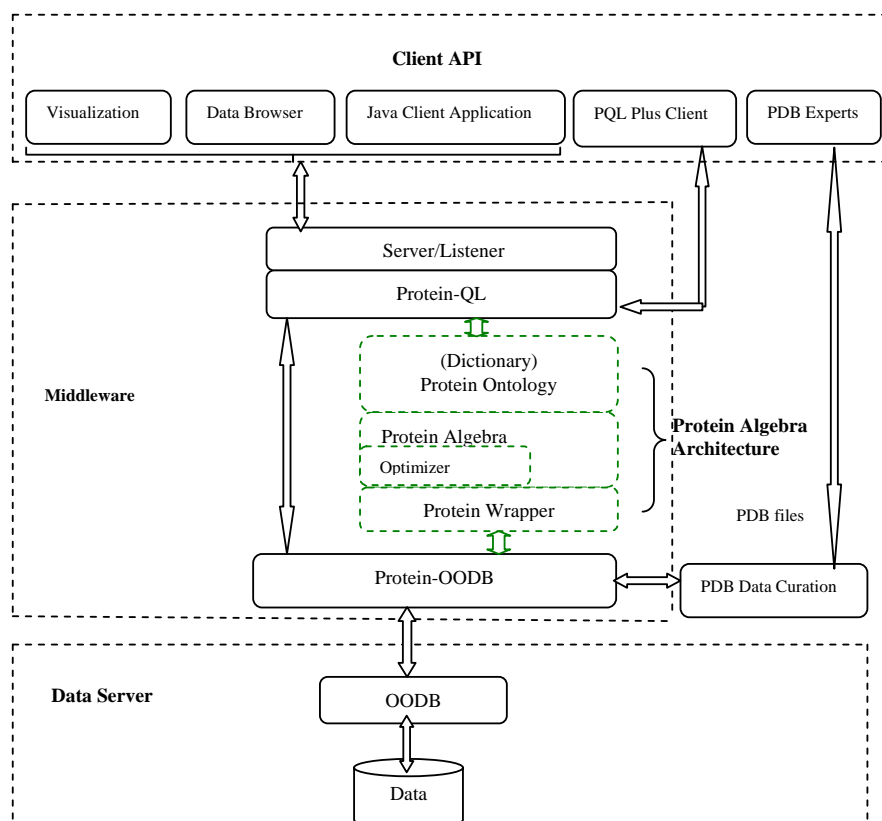 Client API
Visualization
Data Browser
Java Client Application
PQL Plus Client
PDB Experts
Server/Listener
Protein-QL
(Dictionary)
Protein Ontology
Middleware
Protein Algebra
Optimizer
Protein Wrapper
Protein Algebra
Architecture
PDB files
Protein-OODB
PDB Data Curation
Data Server
OODB
Data